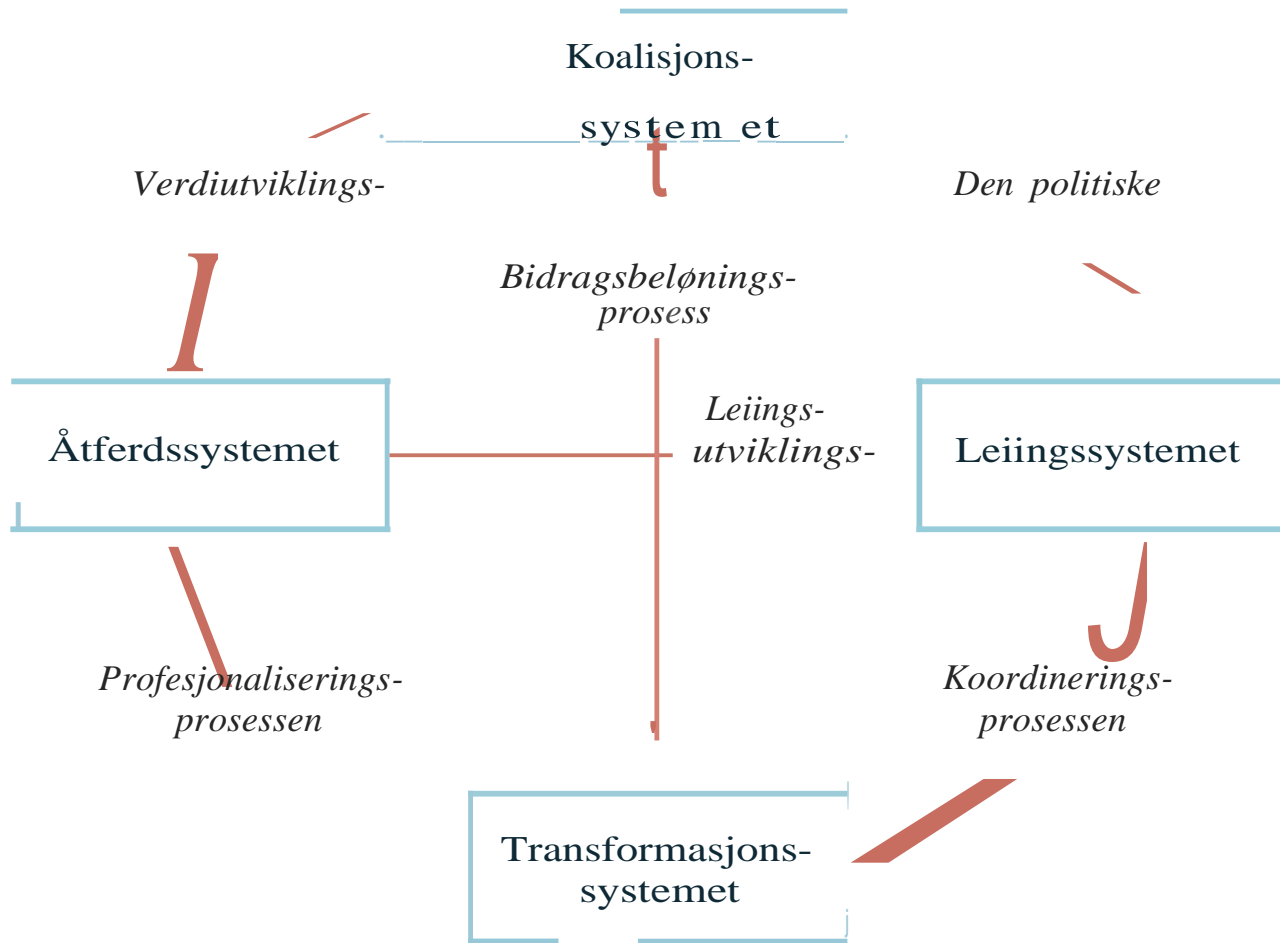 Koalisjons-
system et
Verdiutviklings-
Den politiske
Bidragsbelønings-
prosess
Leiings-
utviklings-
Åtferdssystemet
Leiingssystemet
Profesjonaliserings-
prosessen
Koordinerings-
prosessen
Transformasjons-
systemet